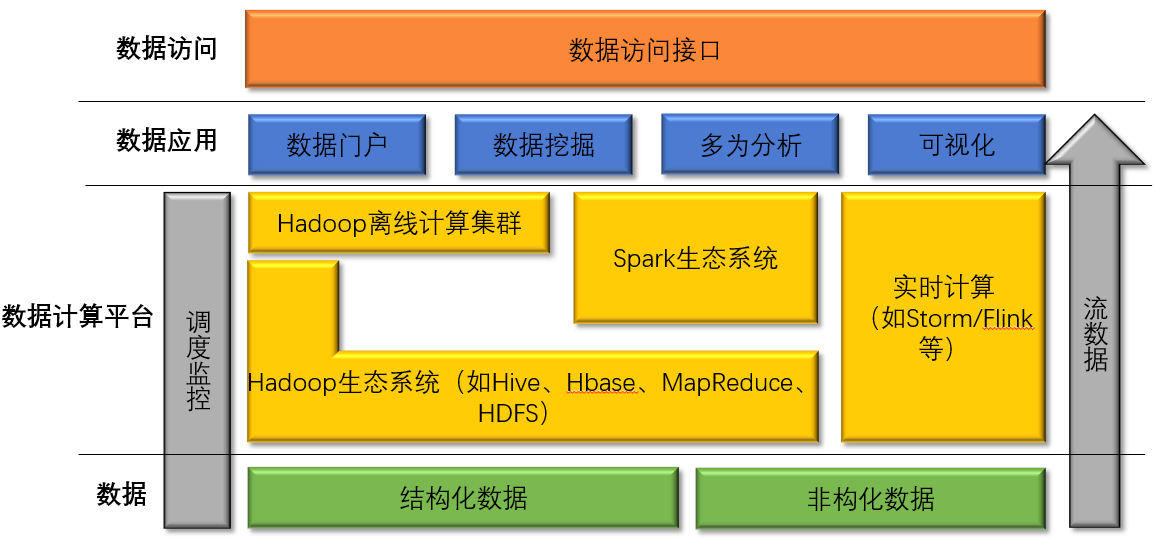 数据访问
数据访问接口
数据应用
数据门户
数据挖掘
多为分析
可视化
数据计算平台
调度监控
Hadoop离线计算集群
Spark生态系统
实时计算
（如Storm/Flink
等）
Hadoop生态系统（如Hive、Hbase、MapReduce、
HDFS）
流数据
数据
结构化数据
非构化数据